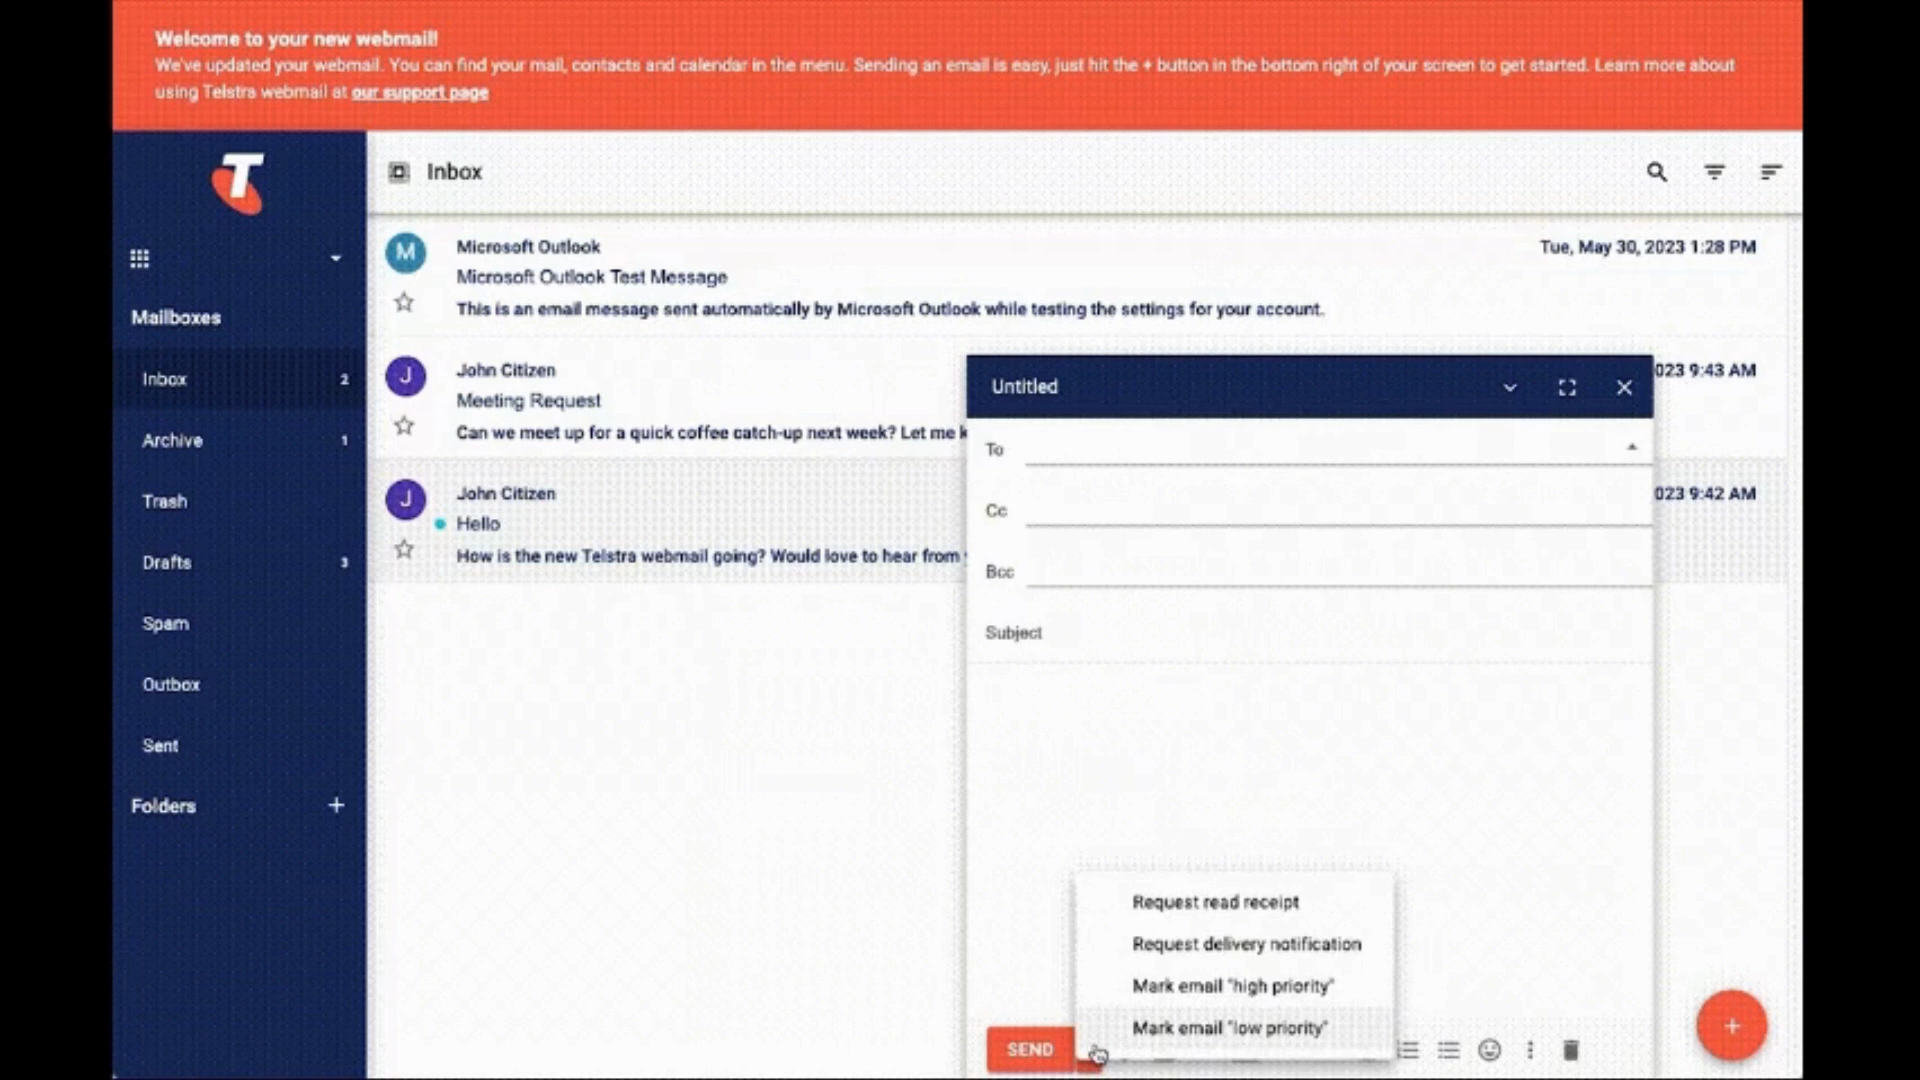 Welcome to your new webmail!
We've updated your webmail. You can find your mail, contacts and calendar in the menu. Sending an email is easy, just hit the + button in the bottom right of your screen to get started. Learn more about
using Telstra webmail at our support page
T
Inbox
Mailboxes
Inbox 2
Archive 1
Trash
Drafts 3
Spam
Outbox
Sent
Folders +
M
Microsoft Outlook Tue, May 30, 2023 1:28 PM
Microsoft Outlook Test Message
This is an email message sent automatically by Microsoft Outlook while testing the settings for your account.
J
John Citizen 023 9:43 AM
Meeting Request
Can we meet up for a quick coffee catch-up next week? Let me k
J
John Citizen 023 9:42 AM
Hello
How is the new Telstra webmail going? Would love to hear from
Untitled
To
Cc
Bcc
Subject
Request read receipt
Request delivery notification
Mark email "high priority"
Mark email "low priority"
SEND
+